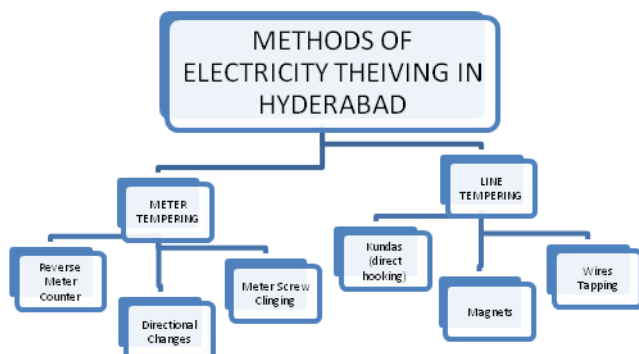 METHODS OF
ELECTRICITY THEIVING IN
HYDERABAD
METER
TEMPERING
LINE
TEMPERING
Reverse
Meter
Counter
Directional
Changes
Meter Screw
Clinging
Kundas
(direct
hooking)
Magnets
Wires
Tapping